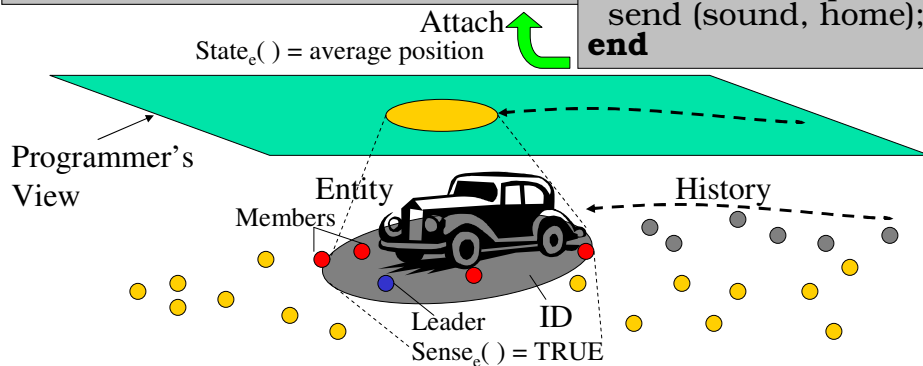 send (sound, home);
end
Attach
State_e( ) = average position
Programmer's
View
Entity
History
Members
Leader
ID
Sense_e( ) = TRUE